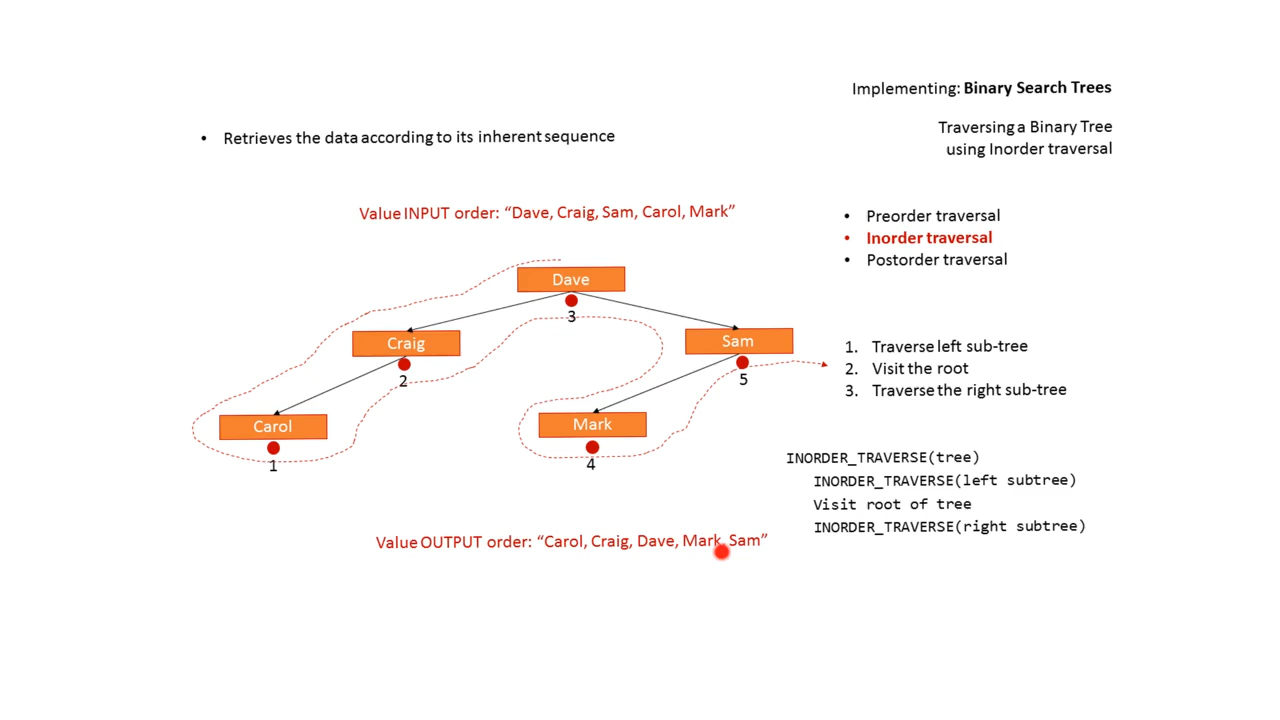 Implementing: Binary Search Trees
Traversing a Binary Tree
using Inorder traversal
• Retrieves the data according to its inherent sequence
Value INPUT order: “Dave, Craig, Sam, Carol, Mark”
• Preorder traversal
• Inorder traversal
• Postorder traversal
Dave
3
Craig
2
Sam
5
Carol
1
Mark
4
1. Traverse left sub-tree
2. Visit the root
3. Traverse the right sub-tree
INORDER_TRAVERSE(tree)
INORDER_TRAVERSE(left subtree)
Visit root of tree
INORDER_TRAVERSE(right subtree)
Value OUTPUT order: “Carol, Craig, Dave, Mark, Sam”